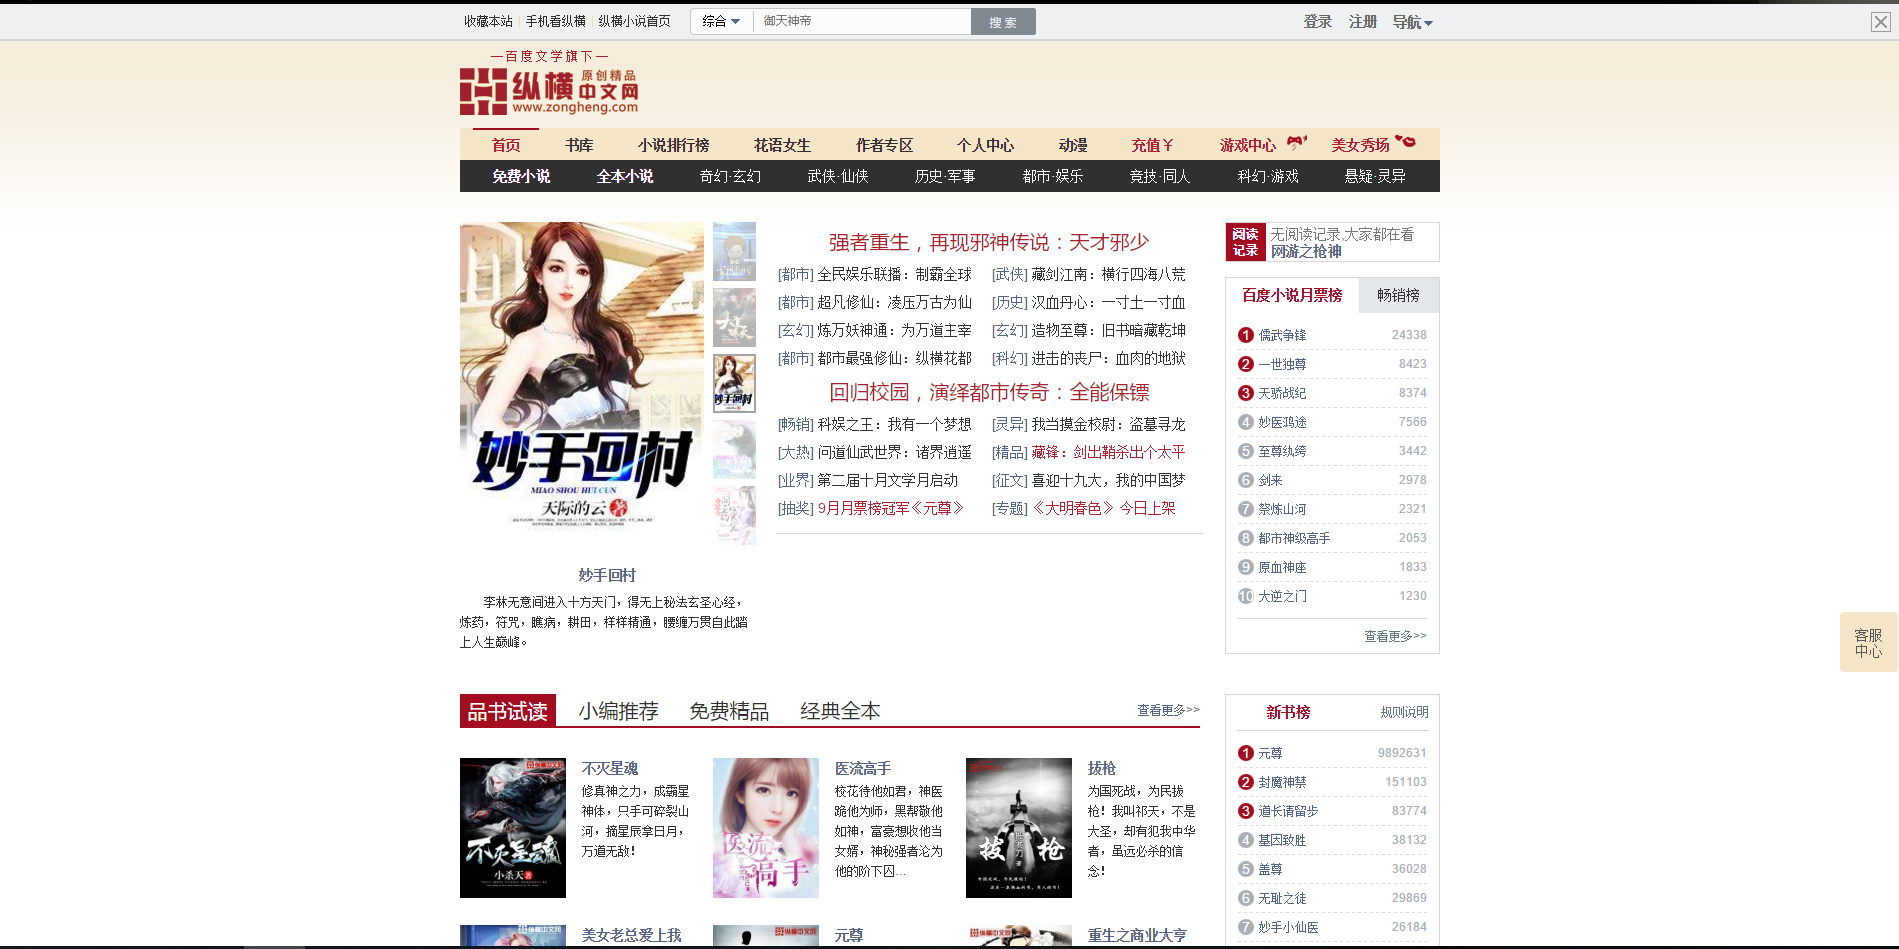 收藏本站 手机看纵横 纵横小说首页 综合 御天神帝 搜索 登录 注册 导航
—百度文学旗下—
纵横 原创精品 中文网
www.zongheng.com
首页 书库 小说排行榜 花语女生 作者专区 个人中心 动漫 充值¥ 游戏中心 美女秀场
免费小说 全本小说 奇幻·玄幻 武侠·仙侠 历史·军事 都市·娱乐 竞技·同人 科幻·游戏 悬疑·灵异
妙手回村
MIAO SHOU HUI CUN
天际的云 著
妙手回村
妙手回村
李林无意间进入十方天门，得无上秘法玄圣心经，
炼药，符咒，瞧病，耕田，样样精通，腰缠万贯自此踏
上人生巅峰。
强者重生，再现邪神传说：天才邪少
[都市] 全民娱乐联播：制霸全球 [武侠] 藏剑江南：横行四海八荒
[都市] 超凡修仙：凌压万古为仙 [历史] 汉血丹心：一寸土一寸血
[玄幻] 炼万妖神通：为万道主宰 [玄幻] 造物至尊：旧书暗藏乾坤
[都市] 都市最强修仙：纵横花都 [科幻] 进击的丧尸：血肉的地狱
回归校园，演绎都市传奇：全能保镖
[畅销] 科娱之王：我有一个梦想 [灵异] 我当摸金校尉：盗墓寻龙
[大热] 问道仙武世界：诸界逍遥 [精品] 藏锋：剑出鞘杀出个太平
[业界] 第二届十月文学月启动 [征文] 喜迎十九大，我的中国梦
[抽奖] 9月月票榜冠军《元尊》 [专题] 《大明春色》 今日上架
阅读
记录
无阅读记录,大家都在看
网游之枪神
百度小说月票榜 畅销榜
1 儒武争锋 24338
2 一世独尊 8423
3 天骄战纪 8374
4 妙医鸿途 7566
5 至尊纨绔 3442
6 剑来 2978
7 祭炼山河 2321
8 都市神级高手 2053
9 原血神座 1833
10 大逆之门 1230
查看更多>>
客服
中心
品书试读 小编推荐 免费精品 经典全本 查看更多>>
纵横中文网
不灭星魂
小杀天 著
不灭星魂
修真神之力，成霸星
神体，只手可碎裂山
河，摘星辰拿日月，
万道无敌！
医流高手
医流高手
校花待他如君，神医
跪他为师，黑帮敬他
如神，富豪想收他当
女婿，神秘强者沦为
他的阶下囚...
拔枪
拔枪
为国死战，为民拔
枪！我叫祁天，不是
大圣，却有犯我中华
者，虽远必杀的信
念！
纵横中文网
美女老总爱上我
纵横中文网
元尊
纵横中文网
重生之商业大亨
新书榜 规则说明
1 元尊 9892631
2 封魔神禁 151103
3 道长请留步 83774
4 基因致胜 38132
5 盖尊 36028
6 无耻之徒 29869
7 妙手小仙医 26184